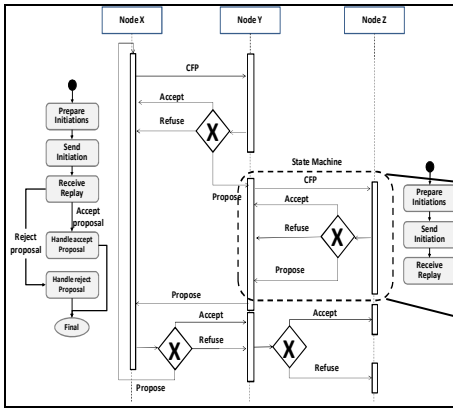 Node X
Node Y
Node Z
CFP
Accept
Refuse
X
Propose
Prepare
Initiations
Send
Initiation
Receive
Replay
Accept
proposal
Reject
proposal
Handle accept
Proposal
Handle reject
Proposal
Final
State Machine
CFP
Accept
Refuse
X
Propose
Prepare
Initiations
Send
Initiation
Receive
Replay
Propose
Accept
X
Refuse
Propose
Accept
X
Refuse